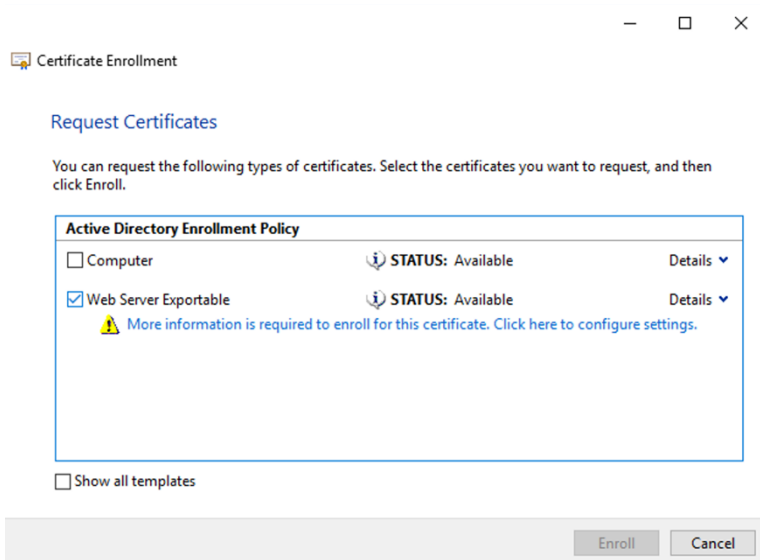 Certificate Enrollment
Request Certificates
You can request the following types of certificates. Select the certificates you want to request, and then
click Enroll.
Active Directory Enrollment Policy
Computer STATUS: Available Details
Web Server Exportable STATUS: Available Details
More information is required to enroll for this certificate. Click here to configure settings.
Show all templates
Enroll Cancel